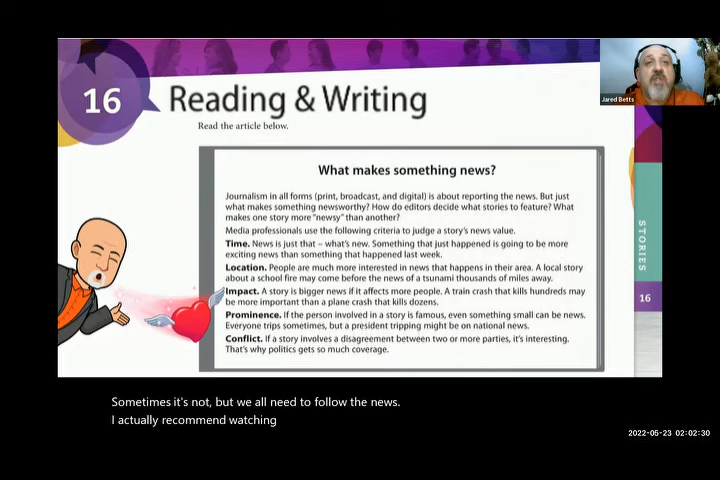 16
Reading & Writing
Jared Betts
Read the article below.
What makes something news?
Journalism in all forms (print, broadcast, and digital) is about reporting the news. But just
what makes something newsworthy? How do editors decide what stories to feature? What
makes one story more "newsy" than another?
Media professionals use the following criteria to judge a story's news value.
Time. News is just that – what's new. Something that just happened is going to be more
exciting news than something that happened last week.
Location. People are much more interested in news that happens in their area. A local story
about a school fire may come before the news of a tsunami thousands of miles away.
Impact. A story is bigger news if it affects more people. A train crash that kills hundreds may
be more important than a plane crash that kills dozens.
Prominence. If the person involved in a story is famous, even something small can be news.
Everyone trips sometimes, but a president tripping might be on national news.
Conflict. If a story involves a disagreement between two or more parties, it's interesting.
That's why politics gets so much coverage.
STORIES
16
Sometimes it's not, but we all need to follow the news.
I actually recommend watching
2022-05-23 02:02:30